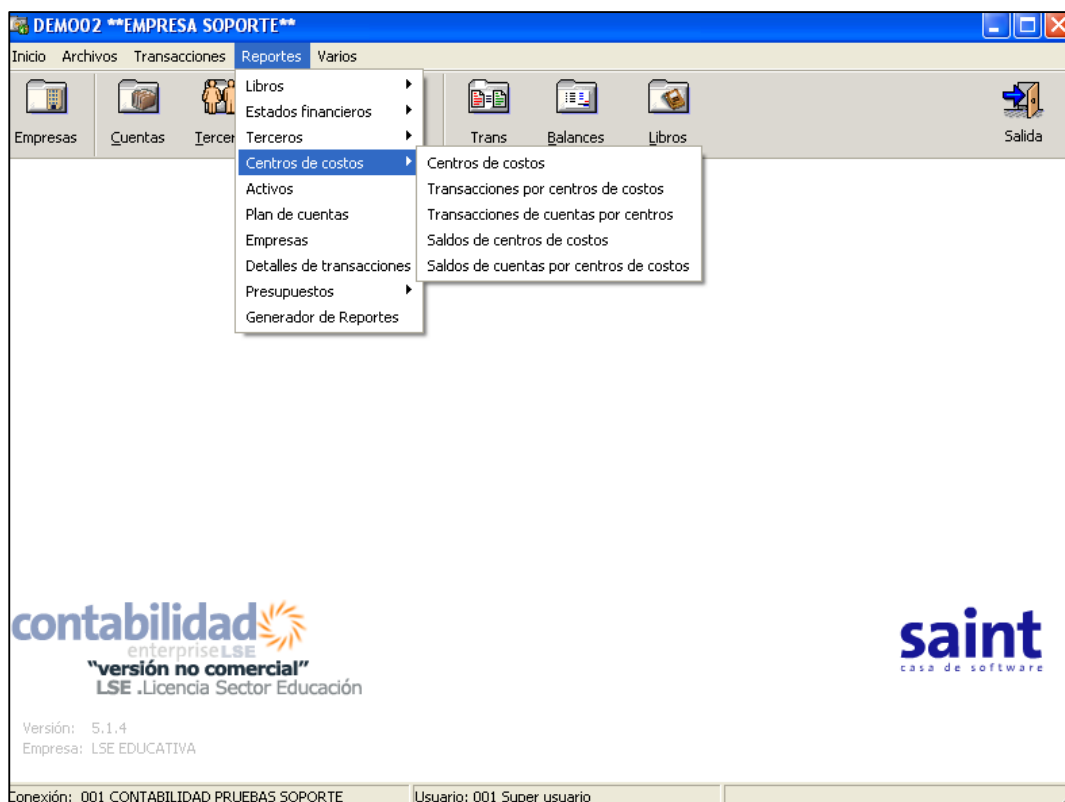 DEMO02 **EMPRESA SOPORTE**
Inicio Archivos Transacciones Reportes Varios
Empresas Cuentas Trans Balances Libros Salida
Libros
Estados financieros
Terceros
Centros de costos
Activos
Plan de cuentas
Empresas
Detalles de transacciones
Presupuestos
Generador de Reportes
Centros de costos
Transacciones por centros de costos
Transacciones de cuentas por centros
Saldos de centros de costos
Saldos de cuentas por centros de costos
contabilidad
enterprise LSE
"versión no comercial"
LSE .Licencia Sector Educación
saint
casa de software
Versión: 5.1.4
Empresa: LSE EDUCATIVA
Conexión: 001 CONTABILIDAD PRUEBAS SOPORTE Usuario: 001 Super usuario